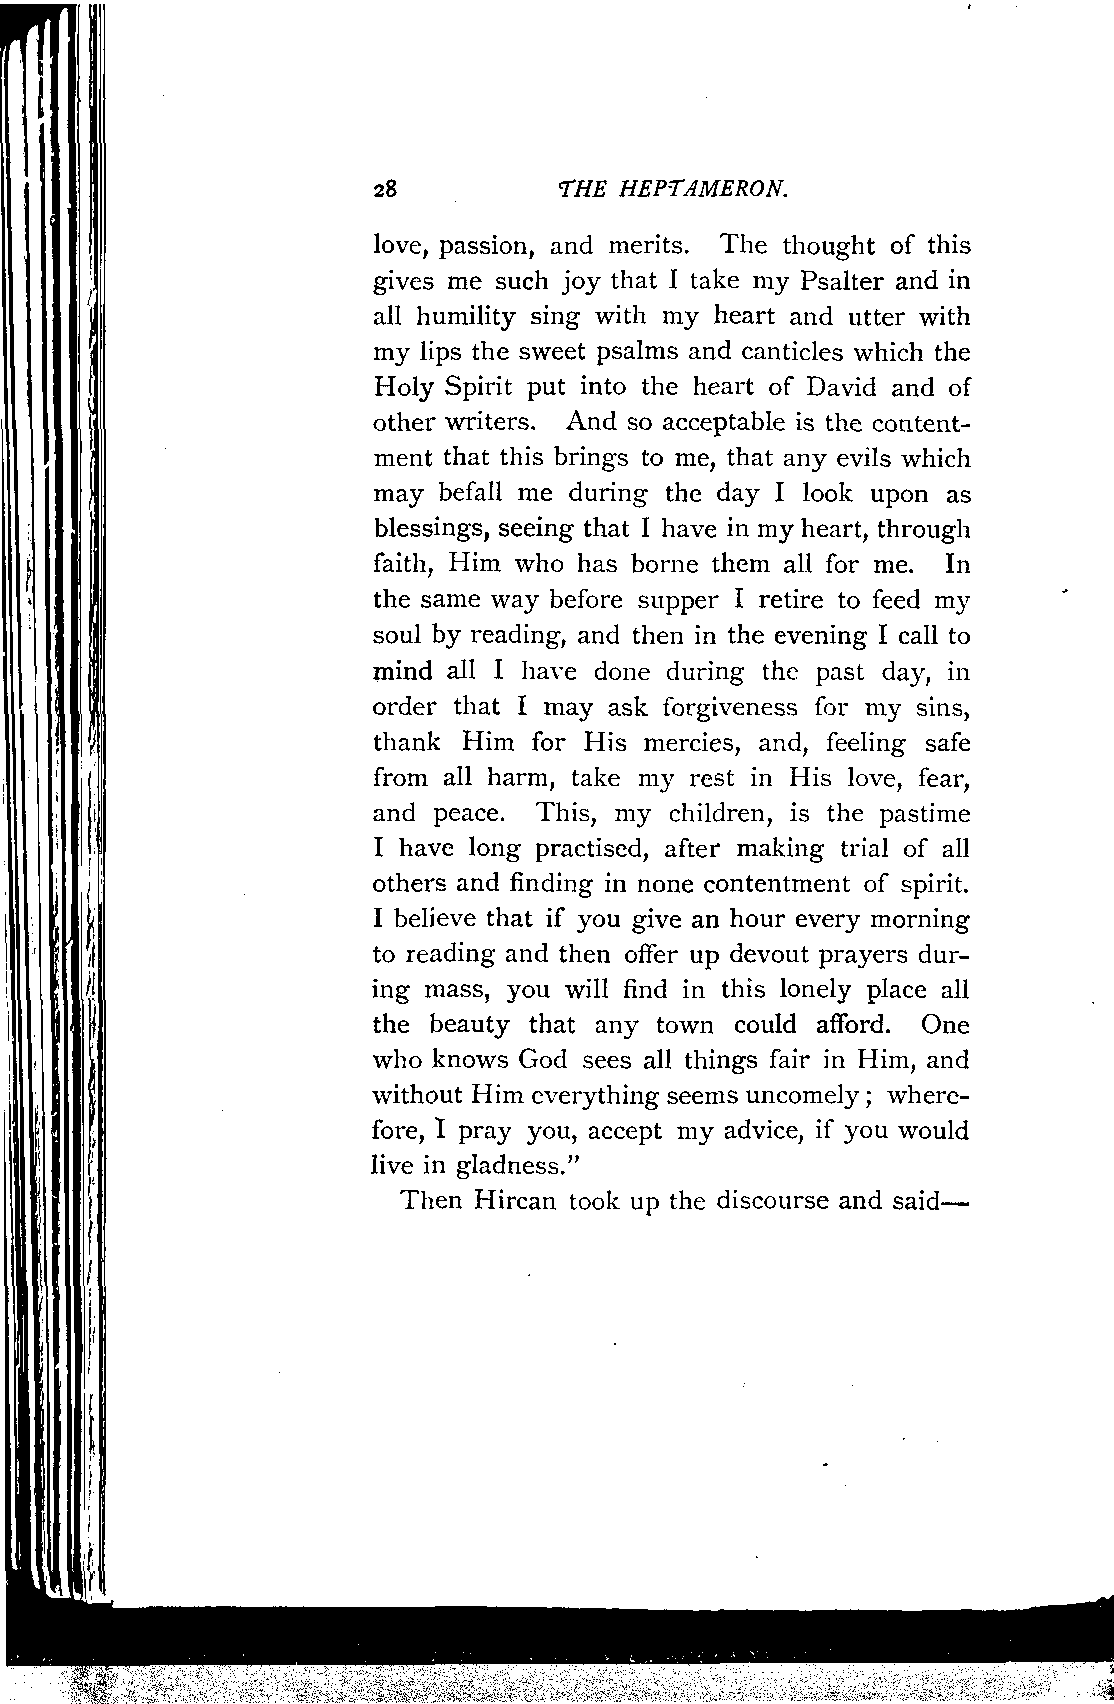 28 THE HEPTAMERON.
love, passion, and merits. The thought of this
gives me such joy that I take my Psalter and in
all humility sing with my heart and utter with
my lips the sweet psalms and canticles which the
Holy Spirit put into the heart of David and of
other writers. And so acceptable is the content-
ment that this brings to me, that any evils which
may befall me during the day I look upon as
blessings, seeing that I have in my heart, through
faith, Him who has borne them all for me. In
the same way before supper I retire to feed my
soul by reading, and then in the evening I call to
mind all I have done during the past day, in
order that I may ask forgiveness for my sins,
thank Him for His mercies, and, feeling safe
from all harm, take my rest in His love, fear,
and peace. This, my children, is the pastime
I have long practised, after making trial of all
others and finding in none contentment of spirit.
I believe that if you give an hour every morning
to reading and then offer up devout prayers dur-
ing mass, you will find in this lonely place all
the beauty that any town could afford. One
who knows God sees all things fair in Him, and
without Him everything seems uncomely; where-
fore, I pray you, accept my advice, if you would
live in gladness."
Then Hircan took up the discourse and said—